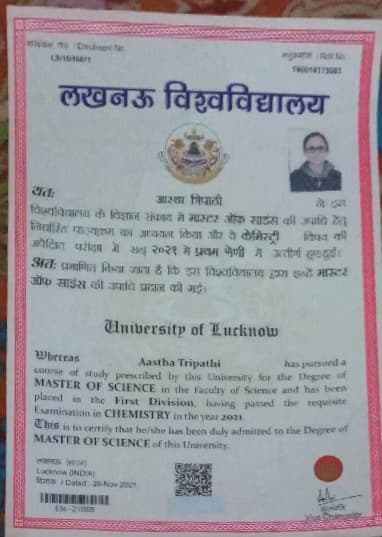 नामांकन सं० / Enrolment No.
अनुक्रमांक / Roll No.
लखनऊ विश्वविद्यालय
यतः आस्था त्रिपाठी ने इस
विश्वविद्यालय के विज्ञान संकाय में मास्टर ऑफ साइंस की उपाधि हेतु
निर्धारित पाठ्यक्रम का अध्ययन किया और वे कैमिस्ट्री विषय की
अपेक्षित परीक्षा में सन् २०२१ में प्रथम श्रेणी में उत्तीर्ण हुए/हुईं।
अतः प्रमाणित किया जाता है कि इस विश्वविद्यालय द्वारा इन्हें मास्टर
ऑफ साइंस की उपाधि प्रदान की गई।
University of Lucknow
Whereas Aastha Tripathi has pursued a
course of study prescribed by this University for the Degree of
MASTER OF SCIENCE in the Faculty of Science and has been
placed in the First Division, having passed the requisite
Examination in CHEMISTRY in the year 2021.
This is to certify that he/she has been duly admitted to the Degree of
MASTER OF SCIENCE of this University.
लखनऊ (भारत)
Lucknow (INDIA)
दिनांक / Dated : 26-Nov-2021
कुलपति
Vice Chancellor